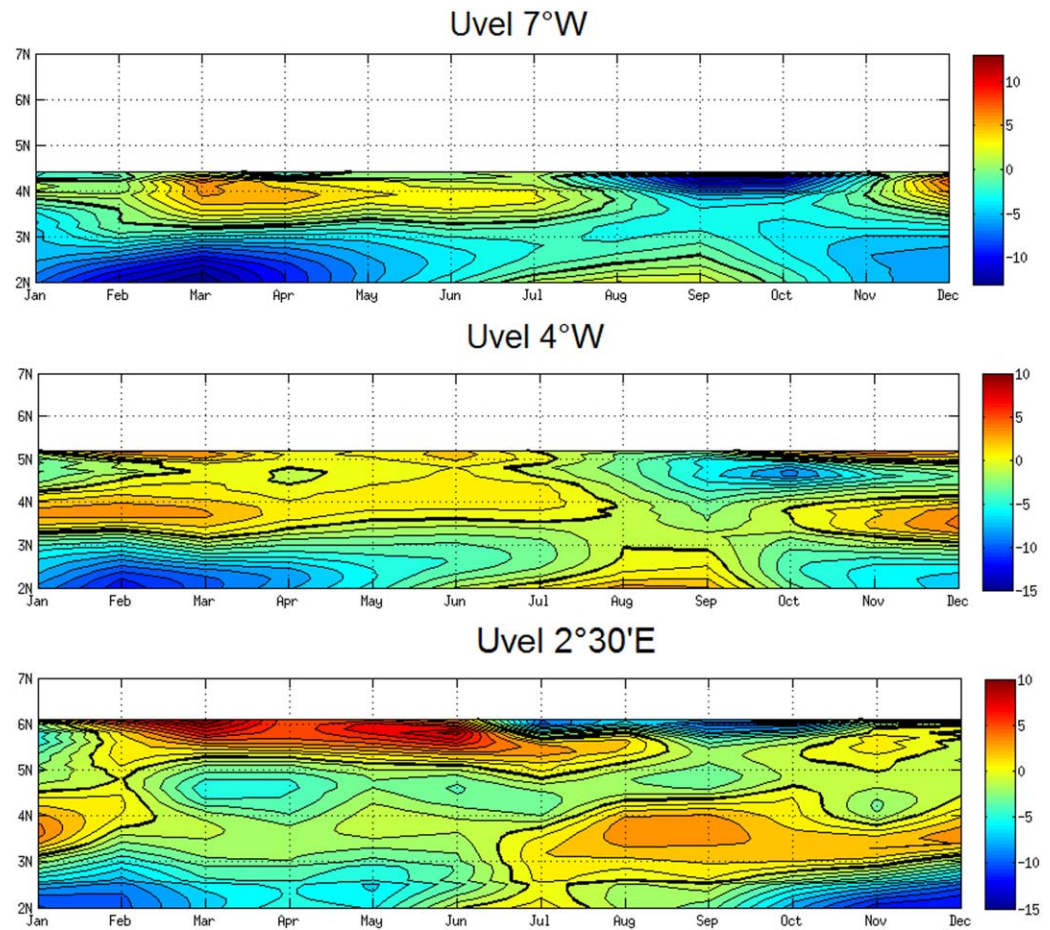 Uvel 7°W
7N
6N
5N
4N
3N
2N
Jan Feb Mar Apr May Jun Jul Aug Sep Oct Nov Dec
10
5
0
−5
−10
Uvel 4°W
7N
6N
5N
4N
3N
2N
Jan Feb Mar Apr May Jun Jul Aug Sep Oct Nov Dec
10
5
0
−5
−10
−15
Uvel 2°30'E
7N
6N
5N
4N
3N
2N
Jan Feb Mar Apr May Jun Jul Aug Sep Oct Nov Dec
10
5
0
−5
−10
−15